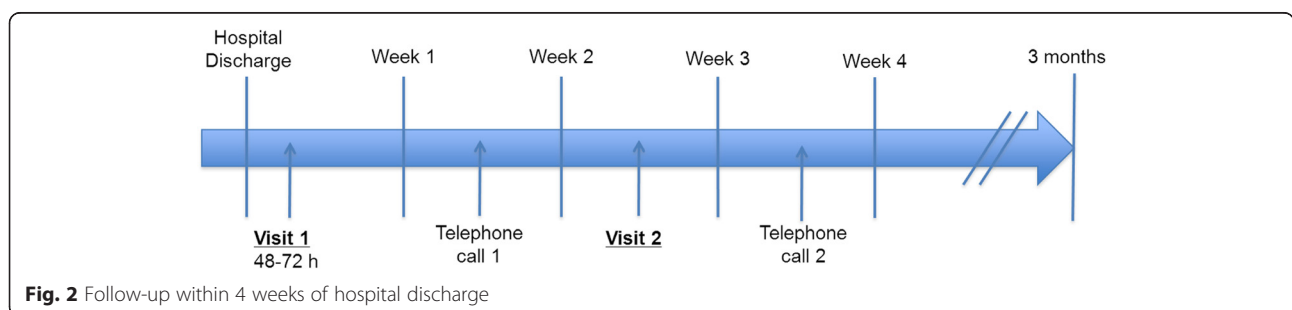 Hospital
Discharge
Week 1
Week 2
Week 3
Week 4
3 months
Visit 1
48-72 h
Telephone
call 1
Visit 2
Telephone
call 2
Fig. 2 Follow-up within 4 weeks of hospital discharge